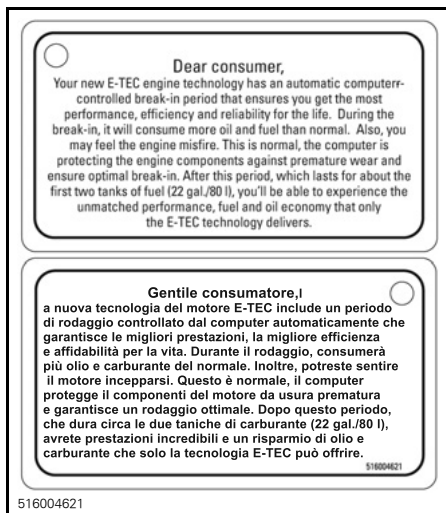 Dear consumer,
Your new E-TEC engine technology has an automatic computerr-
controlled break-in period that ensures you get the most
performance, efficiency and reliability for the life.  During the
break-in, it will consume more oil and fuel than normal.  Also, you
may feel the engine misfire. This is normal, the computer is
protecting the engine components against premature wear and
ensure optimal break-in. After this period, which lasts for about the
first two tanks of fuel (22 gal./80 l), you'll be able to experience the
unmatched performance, fuel and oil economy that only
the E-TEC technology delivers.
Gentile consumatore,l
a nuova tecnologia del motore E-TEC include un periodo
di rodaggio controllato dal computer automaticamente che
garantisce le migliori prestazioni, la migliore efficienza
e affidabilità per la vita. Durante il rodaggio, consumerà
più olio e carburante del normale. Inoltre, potreste sentire
il motore incepparsi. Questo è normale, il computer
protegge il componenti del motore da usura prematura
e garantisce un rodaggio ottimale. Dopo questo periodo,
che dura circa le due taniche di carburante (22 gal./80 l),
avrete prestazioni incredibili e un risparmio di olio e
carburante che solo la tecnologia E-TEC può offrire.
516004621
516004621